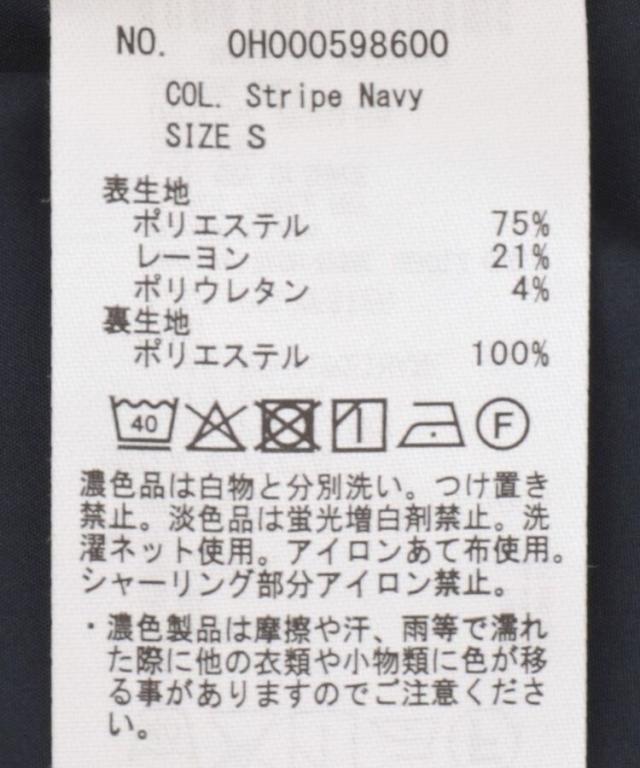 NO. 0H000598600
COL. Stripe Navy
SIZE S
表生地
ポリエステル 75%
レーヨン 21%
ポリウレタン 4%
裏生地
ポリエステル 100%
40 F
濃色品は白物と分別洗い。つけ置き
禁止。淡色品は蛍光増白剤禁止。洗
濯ネット使用。アイロンあて布使用。
シャーリング部分アイロン禁止。
・濃色製品は摩擦や汗、雨等で濡れ
た際に他の衣類や小物類に色が移
る事がありますのでご注意くださ
い。